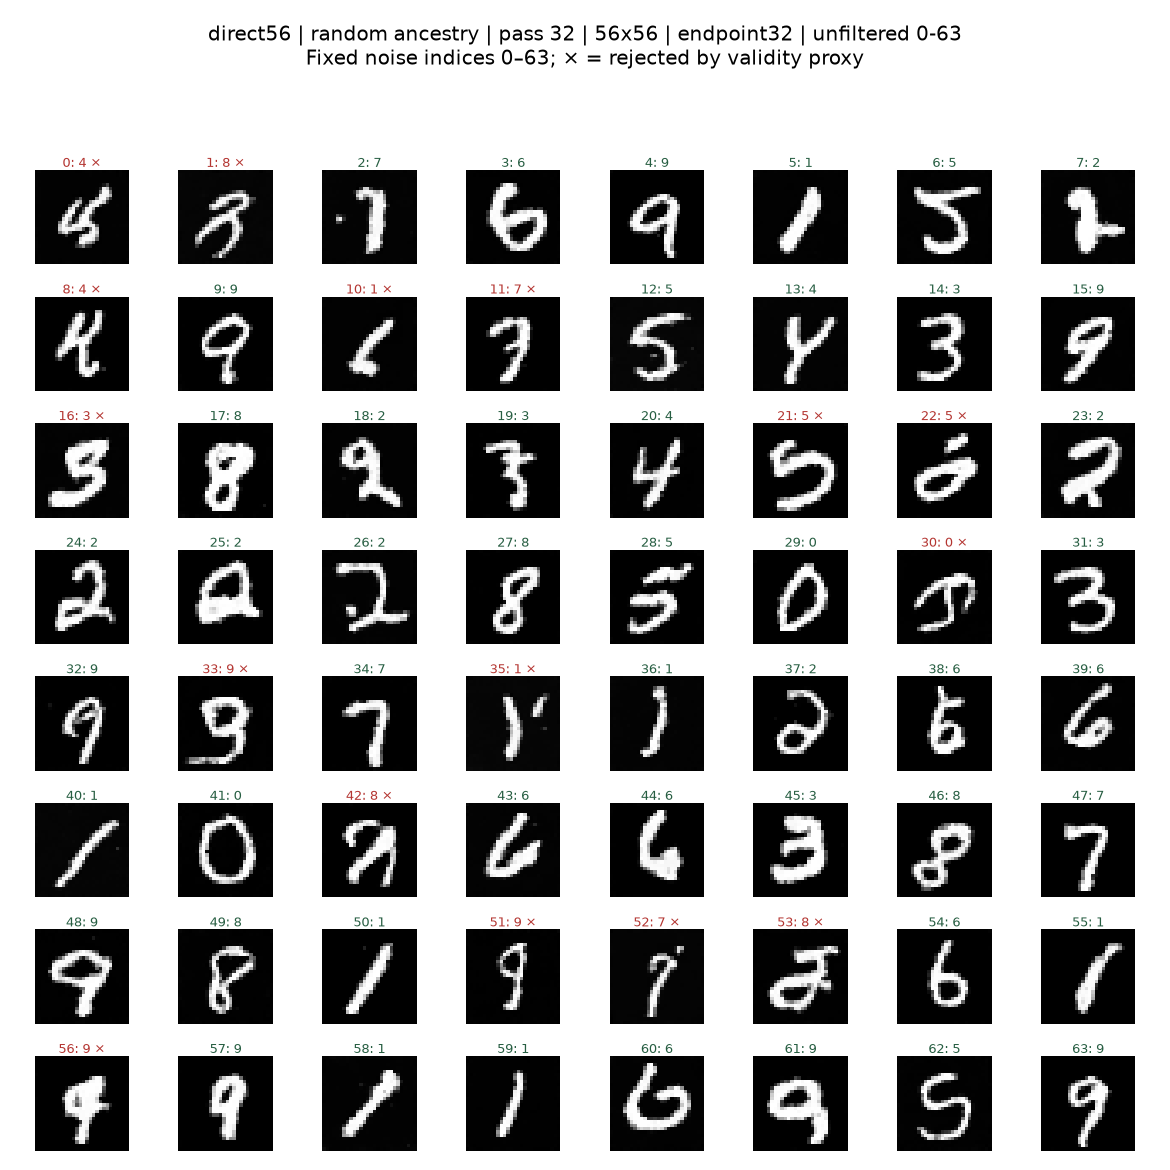 direct56 | random ancestry | pass 32 | 56x56 | endpoint32 | unfiltered 0-63
Fixed noise indices 0–63; × = rejected by validity proxy
0: 4 × 1: 8 × 2: 7 3: 6 4: 9 5: 1 6: 5 7: 2
8: 4 × 9: 9 10: 1 × 11: 7 × 12: 5 13: 4 14: 3 15: 9
16: 3 × 17: 8 18: 2 19: 3 20: 4 21: 5 × 22: 5 × 23: 2
24: 2 25: 2 26: 2 27: 8 28: 5 29: 0 30: 0 × 31: 3
32: 9 33: 9 × 34: 7 35: 1 × 36: 1 37: 2 38: 6 39: 6
40: 1 41: 0 42: 8 × 43: 6 44: 6 45: 3 46: 8 47: 7
48: 9 49: 8 50: 1 51: 9 × 52: 7 × 53: 8 × 54: 6 55: 1
56: 9 × 57: 9 58: 1 59: 1 60: 6 61: 9 62: 5 63: 9